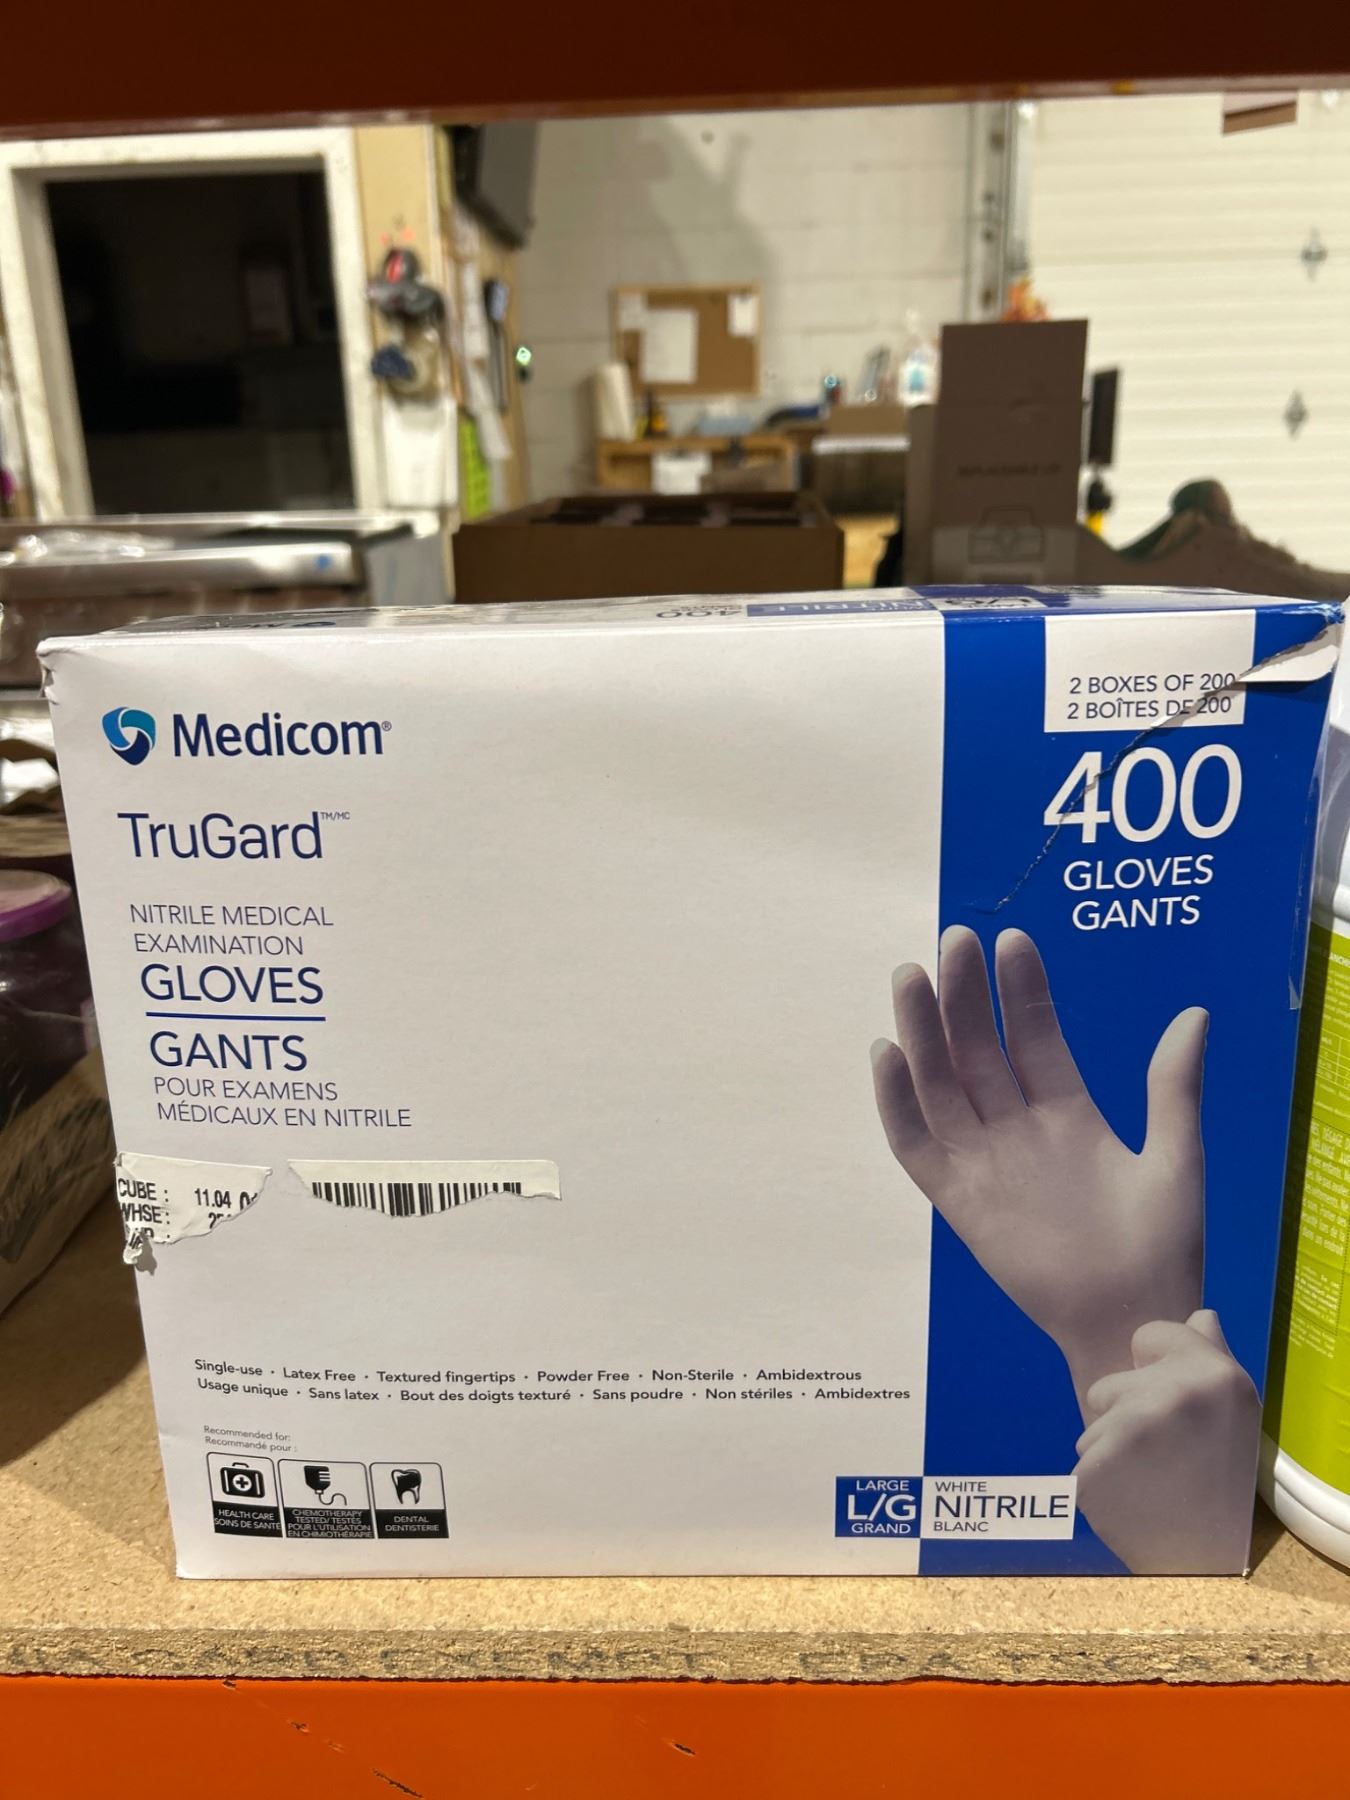 2 BOXES OF 200
2 BOÎTES DE 200
Medicom®
400
TruGard™/MC
GLOVES
GANTS
NITRILE MEDICAL
EXAMINATION
GLOVES
GANTS
POUR EXAMENS
MÉDICAUX EN NITRILE
CUBE : 11.04
WHSE:
Single-use · Latex Free · Textured fingertips · Powder Free · Non-Sterile · Ambidextrous
Usage unique · Sans latex · Bout des doigts texturé · Sans poudre · Non stériles · Ambidextres
Recommended for:
Recommandé pour :
HEALTH CARE
SOINS DE SANTÉ
CHEMOTHERAPY
TESTED/TESTÉS
POUR L'UTILISATION
EN CHIMIOTHÉRAPIE
DENTAL
DENTISTERIE
LARGE
L/G
GRAND
WHITE
NITRILE
BLANC